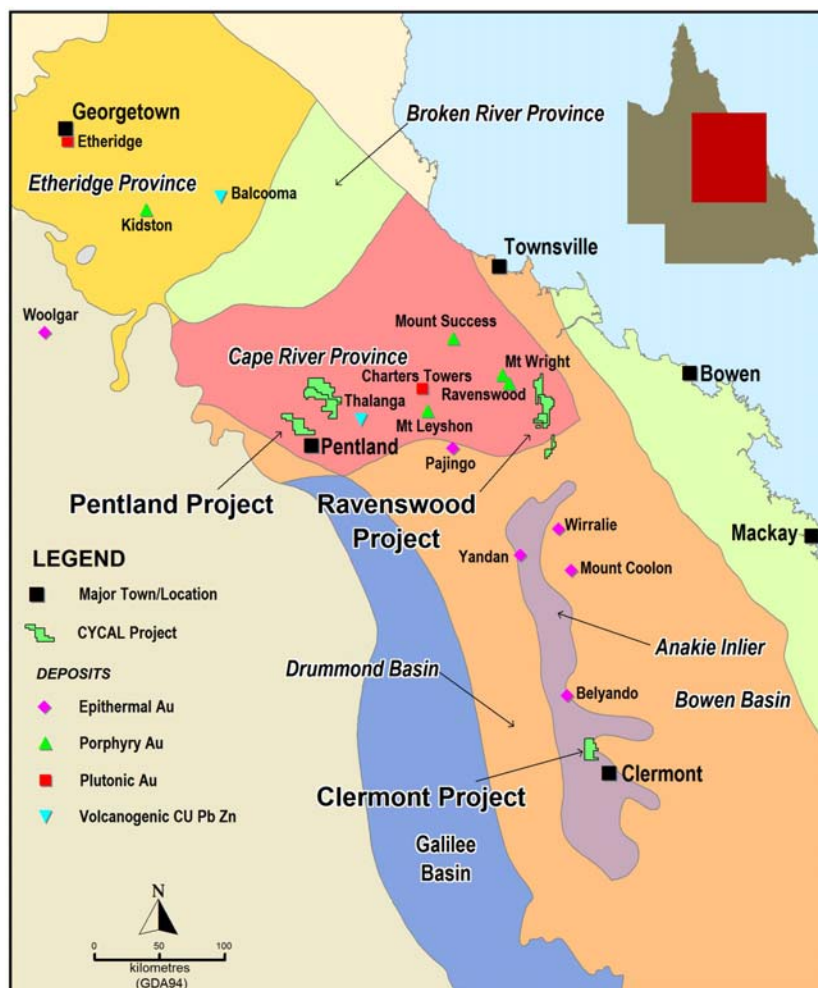 Georgetown
Etheridge
Broken River Province
Etheridge Province
Balcooma
Kidston
Townsville
Woolgar
Mount Success
Cape River Province
Mt Wright
Charters Towers
Bowen
Thalanga
Ravenswood
Mt Leyshon
Pentland
Pajingo
Pentland Project
Ravenswood
Project
Wirralie
Mackay
Yandan
Mount Coolon
LEGEND
Major Town/Location
CYCAL Project
Anakie Inlier
Drummond Basin
DEPOSITS
Belyando
Bowen Basin
Epithermal Au
Porphyry Au
Plutonic Au
Volcanogenic CU Pb Zn
Clermont
Clermont Project
Galilee
Basin
N
0 50 100
kilometres
(GDA94)